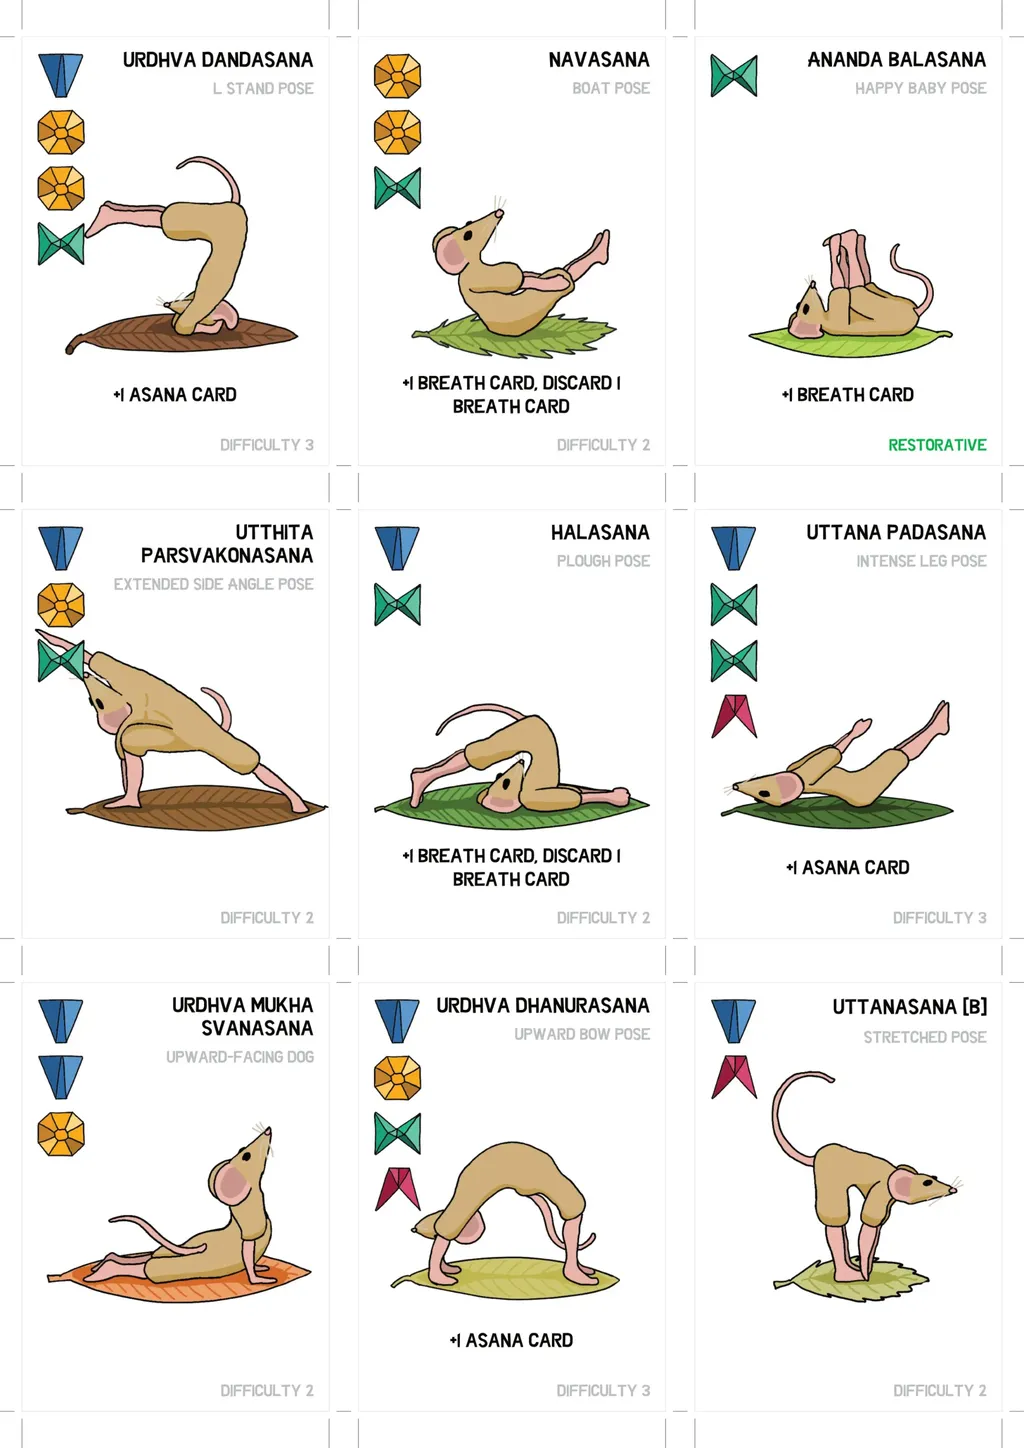 URDHVA DANDASANA
L STAND POSE
+1 ASANA CARD
DIFFICULTY 3
NAVASANA
BOAT POSE
+1 BREATH CARD, DISCARD 1
BREATH CARD
DIFFICULTY 2
ANANDA BALASANA
HAPPY BABY POSE
+1 BREATH CARD
RESTORATIVE
UTTHITA
PARSVAKONASANA
EXTENDED SIDE ANGLE POSE
DIFFICULTY 2
HALASANA
PLOUGH POSE
+1 BREATH CARD, DISCARD 1
BREATH CARD
DIFFICULTY 2
UTTANA PADASANA
INTENSE LEG POSE
+1 ASANA CARD
DIFFICULTY 3
URDHVA MUKHA
SVANASANA
UPWARD-FACING DOG
DIFFICULTY 2
URDHVA DHANURASANA
UPWARD BOW POSE
+1 ASANA CARD
DIFFICULTY 3
UTTANASANA [B]
STRETCHED POSE
DIFFICULTY 2